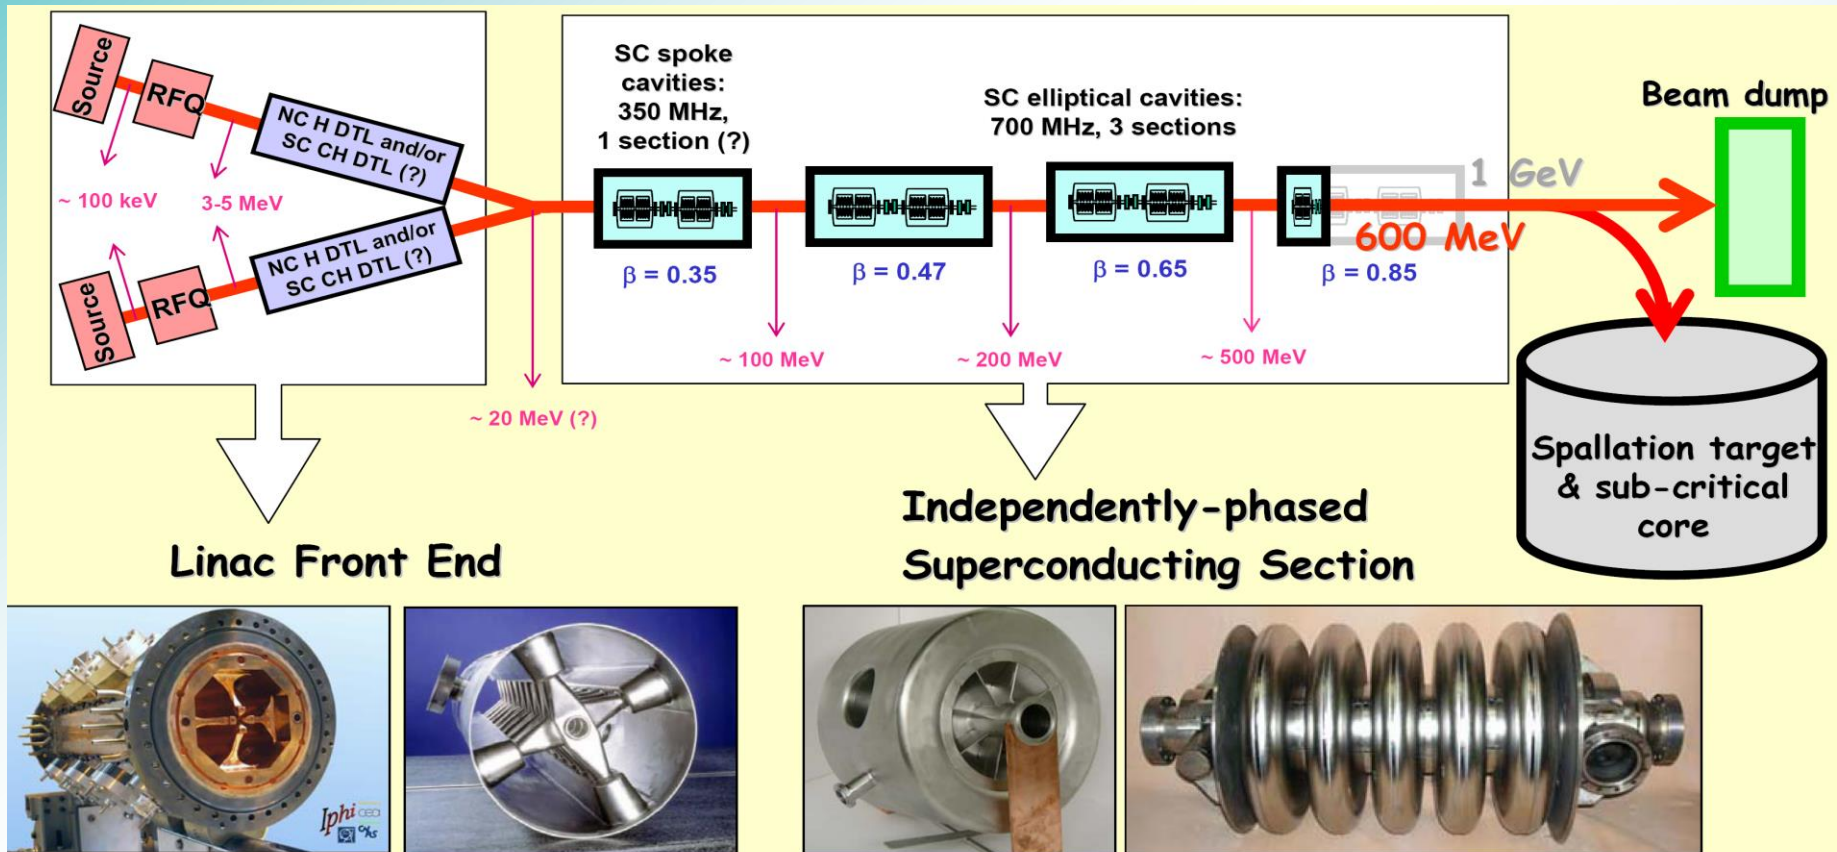 Source
RFQ
NC H DTL and/or
SC CH DTL (?)
~ 100 keV
3-5 MeV
Source
RFQ
NC H DTL and/or
SC CH DTL (?)
~ 20 MeV (?)
SC spoke
cavities:
350 MHz,
1 section (?)
SC elliptical cavities:
700 MHz, 3 sections
β = 0.35
β = 0.47
β = 0.65
β = 0.85
~ 100 MeV
~ 200 MeV
~ 500 MeV
1 GeV
600 MeV
Beam dump
Spallation target
& sub-critical
core
Linac Front End
Independently-phased
Superconducting Section
Iphi
cea